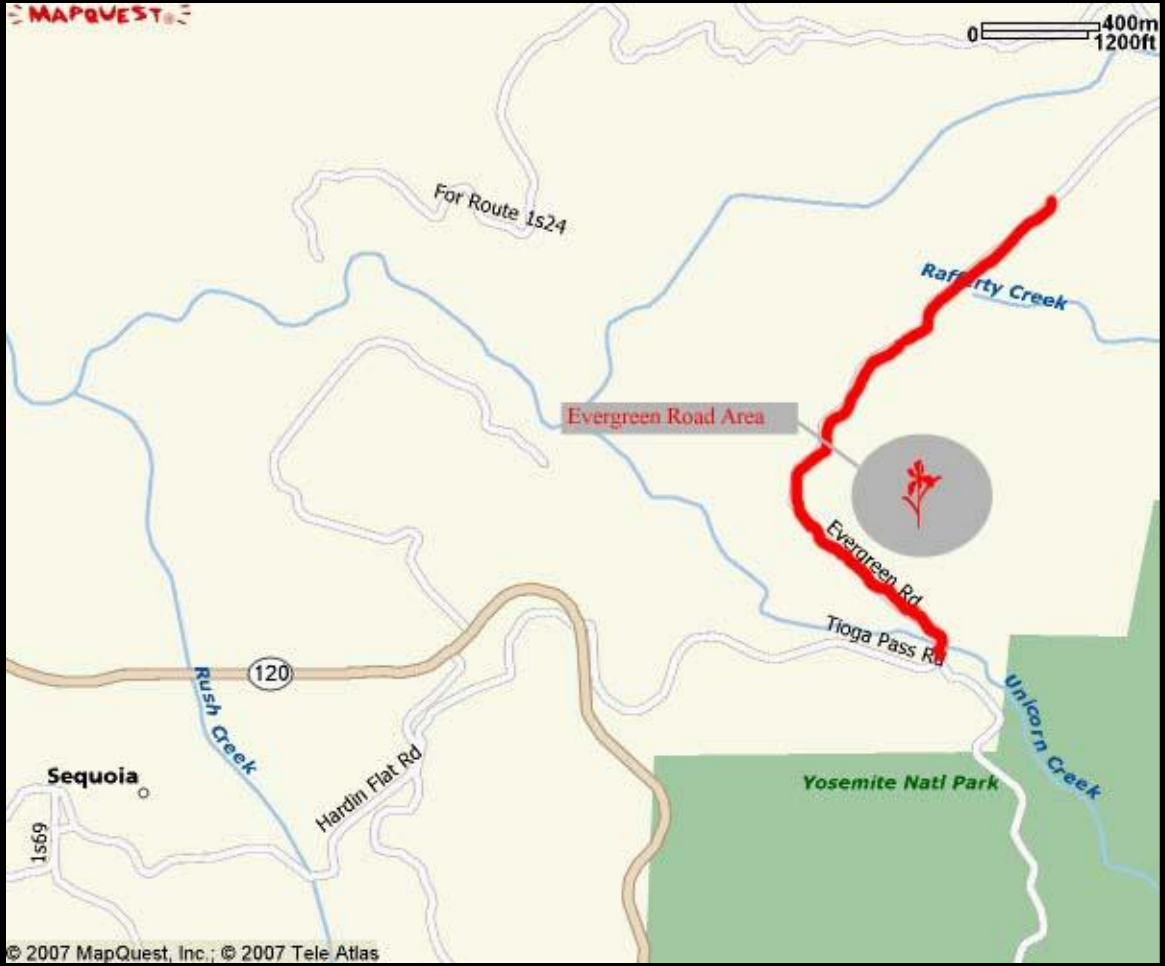 MAPQUEST
0 400m
1200ft
For Route 1s24
Rafferty Creek
Evergreen Road Area
Evergreen Rd
Tioga Pass Rd
120
Rush Creek
Unicorn Creek
Sequoia
Hardin Flat Rd
Yosemite Natl Park
1s69
© 2007 MapQuest, Inc.; © 2007 Tele Atlas